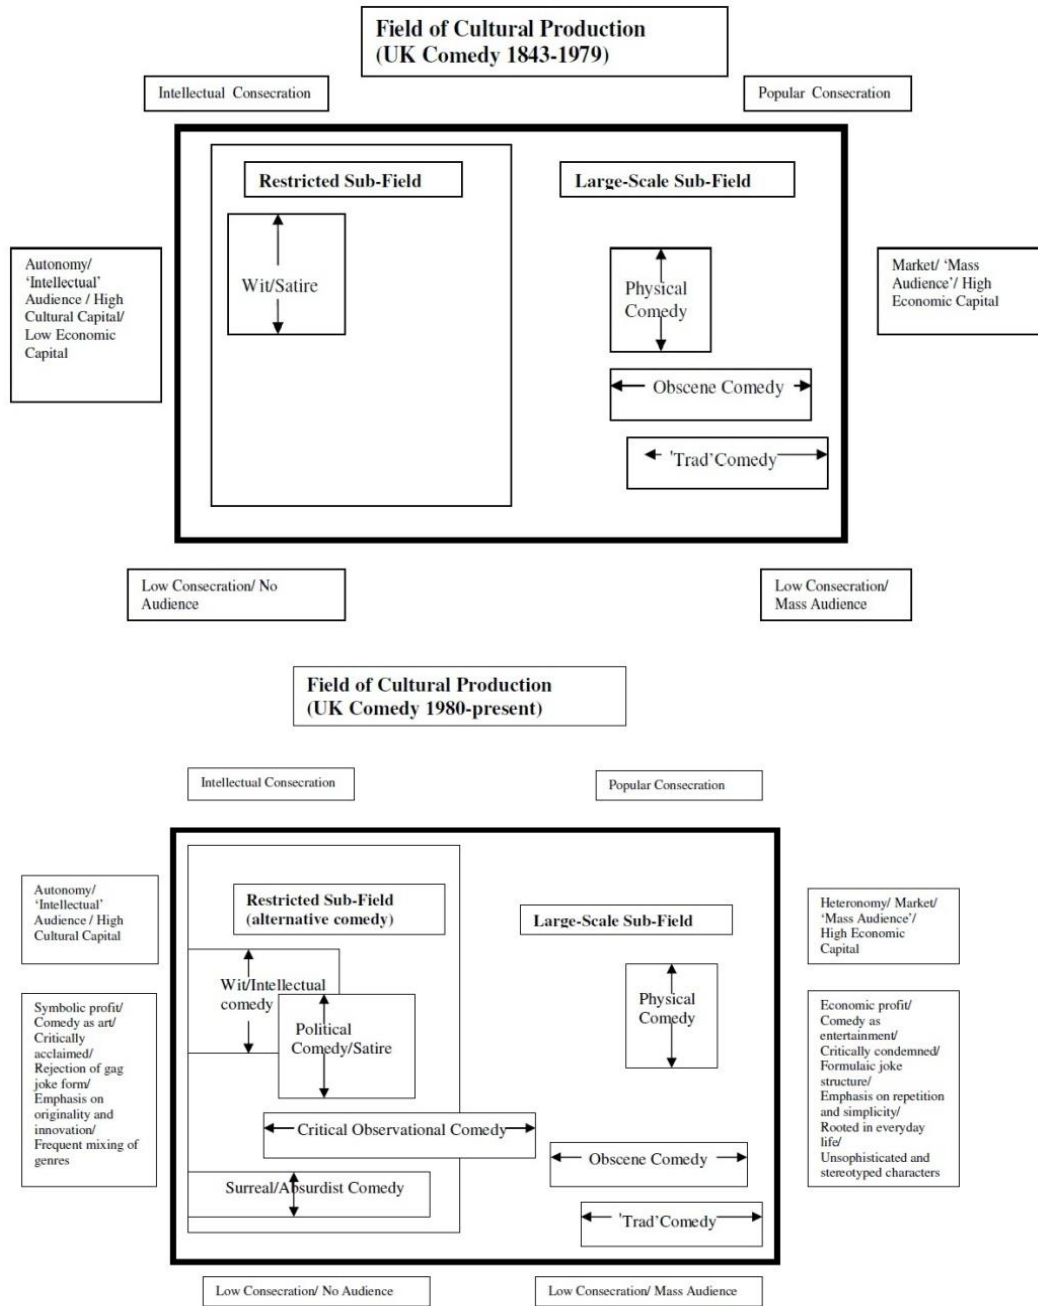 Field of Cultural Production
(UK Comedy 1843-1979)
Intellectual Consecration
Popular Consecration
Restricted Sub-Field
Large-Scale Sub-Field
Autonomy/
‘Intellectual’
Audience / High
Cultural Capital/
Low Economic
Capital
Wit/Satire
Physical
Comedy
Market/ ‘Mass
Audience’/ High
Economic Capital
Obscene Comedy
'Trad’Comedy
Low Consecration/ No
Audience
Low Consecration/
Mass Audience
Field of Cultural Production
(UK Comedy 1980-present)
Intellectual Consecration
Popular Consecration
Autonomy/
‘Intellectual’
Audience / High
Cultural Capital
Restricted Sub-Field
(alternative comedy)
Large-Scale Sub-Field
Heteronomy/ Market/
‘Mass Audience’/
High Economic
Capital
Wit/Intellectual
comedy
Political
Comedy/Satire
Physical
Comedy
Symbolic profit/
Comedy as art/
Critically
acclaimed/
Rejection of gag
joke form/
Emphasis on
originality and
innovation/
Frequent mixing of
genres
Economic profit/
Comedy as
entertainment/
Critically condemned/
Formulaic joke
structure/
Emphasis on repetition
and simplicity/
Rooted in everyday
life/
Unsophisticated and
stereotyped characters
Critical Observational Comedy
Obscene Comedy
Surreal/Absurdist Comedy
'Trad’Comedy
Low Consecration/ No Audience
Low Consecration/ Mass Audience